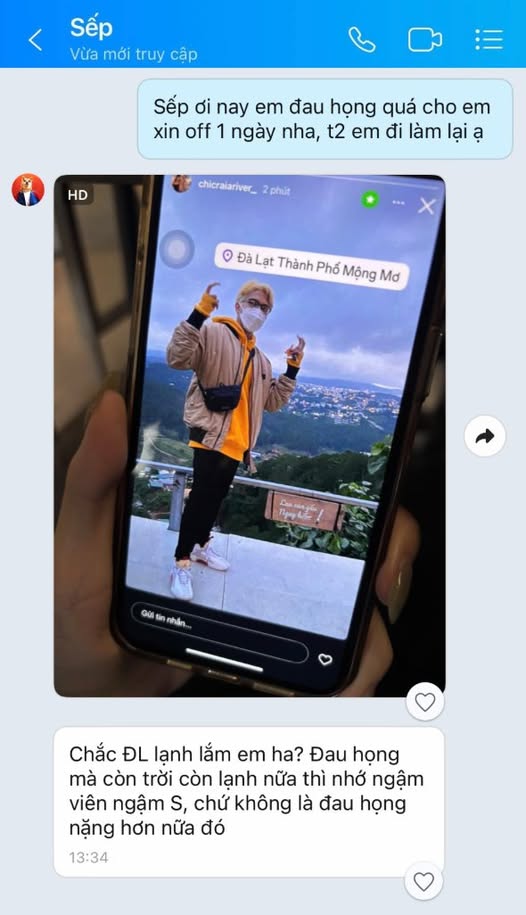 Sếp
Vừa mới truy cập
Sếp ơi nay em đau họng quá cho em
xin off 1 ngày nha, t2 em đi làm lại ạ
HD
chicraiariver_ 2 phút
Đà Lạt Thành Phố Mộng Mơ
Gửi tin nhắn...
Chắc ĐL lạnh lắm em ha? Đau họng
mà còn trời còn lạnh nữa thì nhớ ngậm
viên ngậm S, chứ không là đau họng
nặng hơn nữa đó
13:34